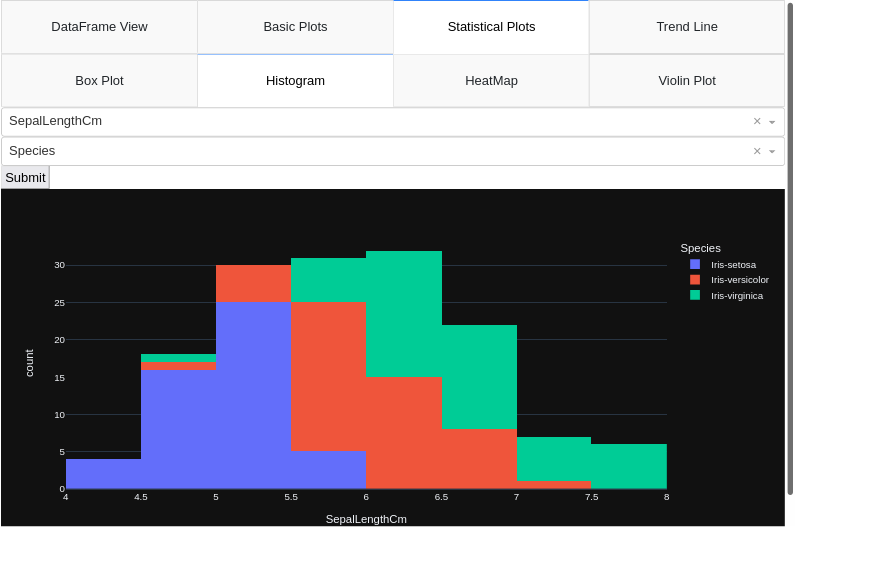 DataFrame View Basic Plots Statistical Plots Trend Line
Box Plot Histogram HeatMap Violin Plot
SepalLengthCm × 
Species × 
Submit
Species
Iris-setosa
Iris-versicolor
Iris-virginica
30
25
20
15
10
5
0
count
4 4.5 5 5.5 6 6.5 7 7.5 8
SepalLengthCm